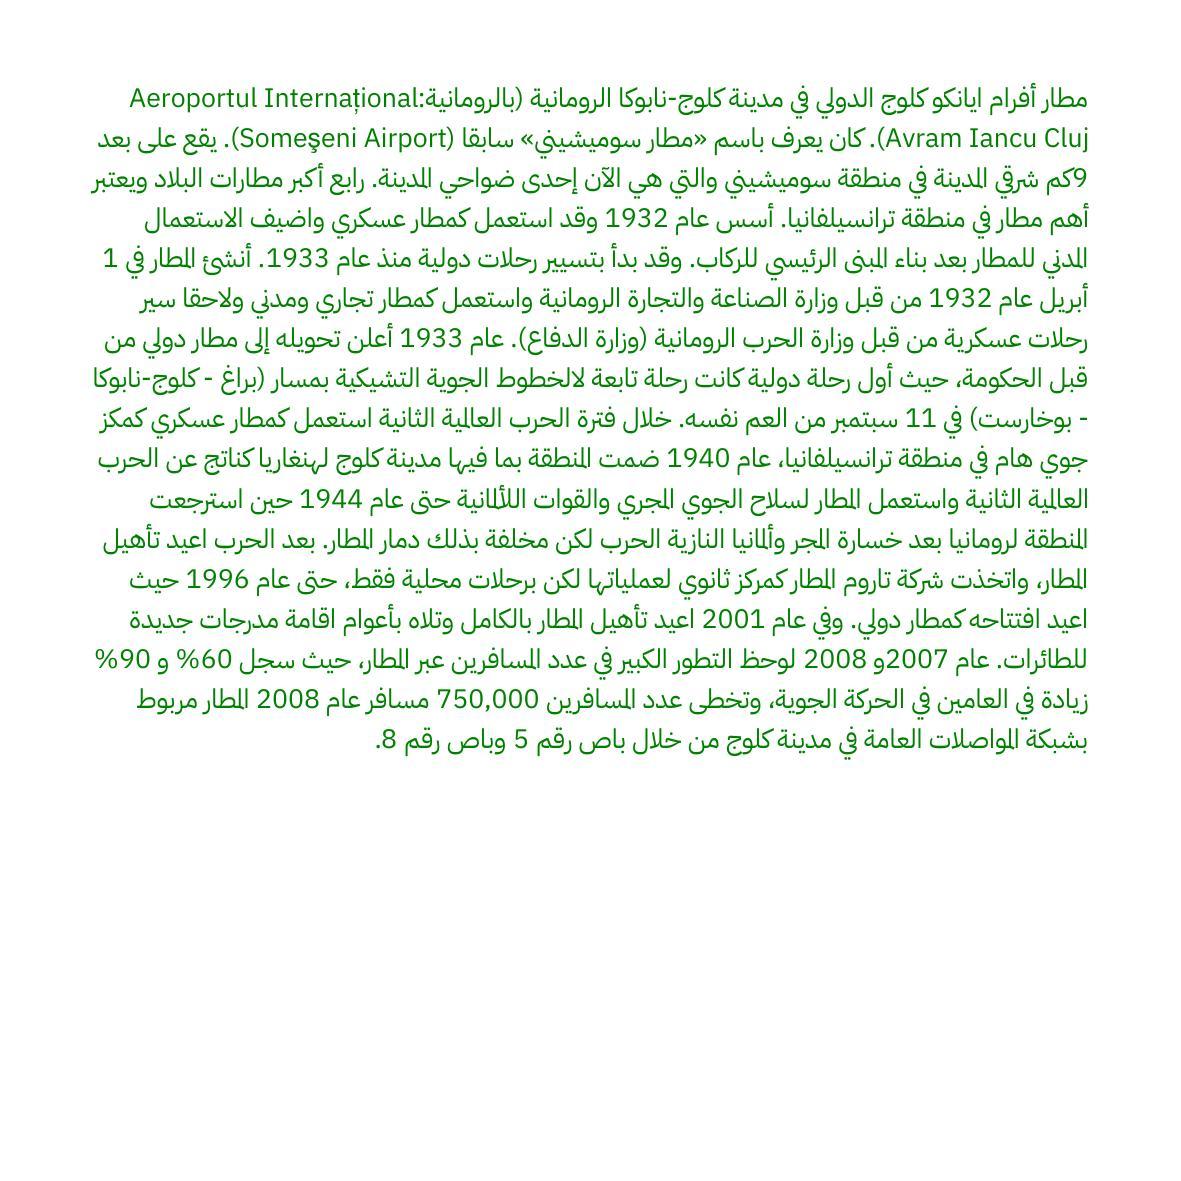 مطار أفرام ايانكو كلوج الدولي في مدينة كلوج-نابوكا الرومانية (بالرومانية:Aeroportul Internațional
Avram Iancu Cluj). كان يعرف باسم «مطار سوميشيني» سابقا (Someşeni Airport). يقع على بعد
9كم شرقي المدينة في منطقة سوميشيني والتي هي الآن إحدى ضواحي المدينة. رابع أكبر مطارات البلاد ويعتبر
أهم مطار في منطقة ترانسيلفانيا. أسس عام 1932 وقد استعمل كمطار عسكري واضيف الاستعمال
المدني للمطار بعد بناء المبنى الرئيسي للركاب. وقد بدأ بتسيير رحلات دولية منذ عام 1933. أنشئ المطار في 1
أبريل عام 1932 من قبل وزارة الصناعة والتجارة الرومانية واستعمل كمطار تجاري ومدني ولاحقا سير
رحلات عسكرية من قبل وزارة الحرب الرومانية (وزارة الدفاع). عام 1933 أعلن تحويله إلى مطار دولي من
قبل الحكومة، حيث أول رحلة دولية كانت رحلة تابعة لالخطوط الجوية التشيكية بمسار (براغ - كلوج-نابوكا
- بوخارست) في 11 سبتمبر من العم نفسه. خلال فترة الحرب العالمية الثانية استعمل كمطار عسكري كمكز
جوي هام في منطقة ترانسيلفانيا، عام 1940 ضمت المنطقة بما فيها مدينة كلوج لهنغاريا كناتج عن الحرب
العالمية الثانية واستعمل المطار لسلاح الجوي المجري والقوات اللألمانية حتى عام 1944 حين استرجعت
المنطقة لرومانيا بعد خسارة المجر وألمانيا النازية الحرب لكن مخلفة بذلك دمار المطار. بعد الحرب اعيد تأهيل
المطار، واتخذت شركة تاروم المطار كمركز ثانوي لعملياتها لكن برحلات محلية فقط، حتى عام 1996 حيث
اعيد افتتاحه كمطار دولي. وفي عام 2001 اعيد تأهيل المطار بالكامل وتلاه بأعوام اقامة مدرجات جديدة
للطائرات. عام 2007و 2008 لوحظ التطور الكبير في عدد المسافرين عبر المطار، حيث سجل 60% و 90%
زيادة في العامين في الحركة الجوية، وتخطى عدد المسافرين 750,000 مسافر عام 2008 المطار مربوط
بشبكة المواصلات العامة في مدينة كلوج من خلال باص رقم 5 وباص رقم 8.